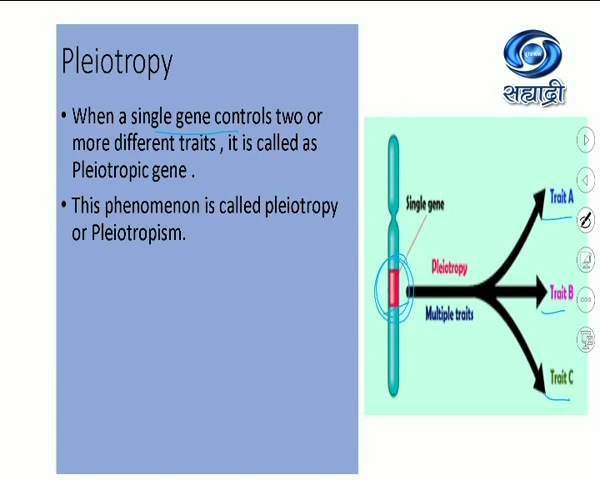 Pleiotropy
• When a single gene controls two or
more different traits , it is called as
Pleiotropic gene .
• This phenomenon is called pleiotropy
or Pleiotropism.
सह्याद्री
Single gene
Trait A
Pleiotropy
Trait B
Multiple traits
Trait C